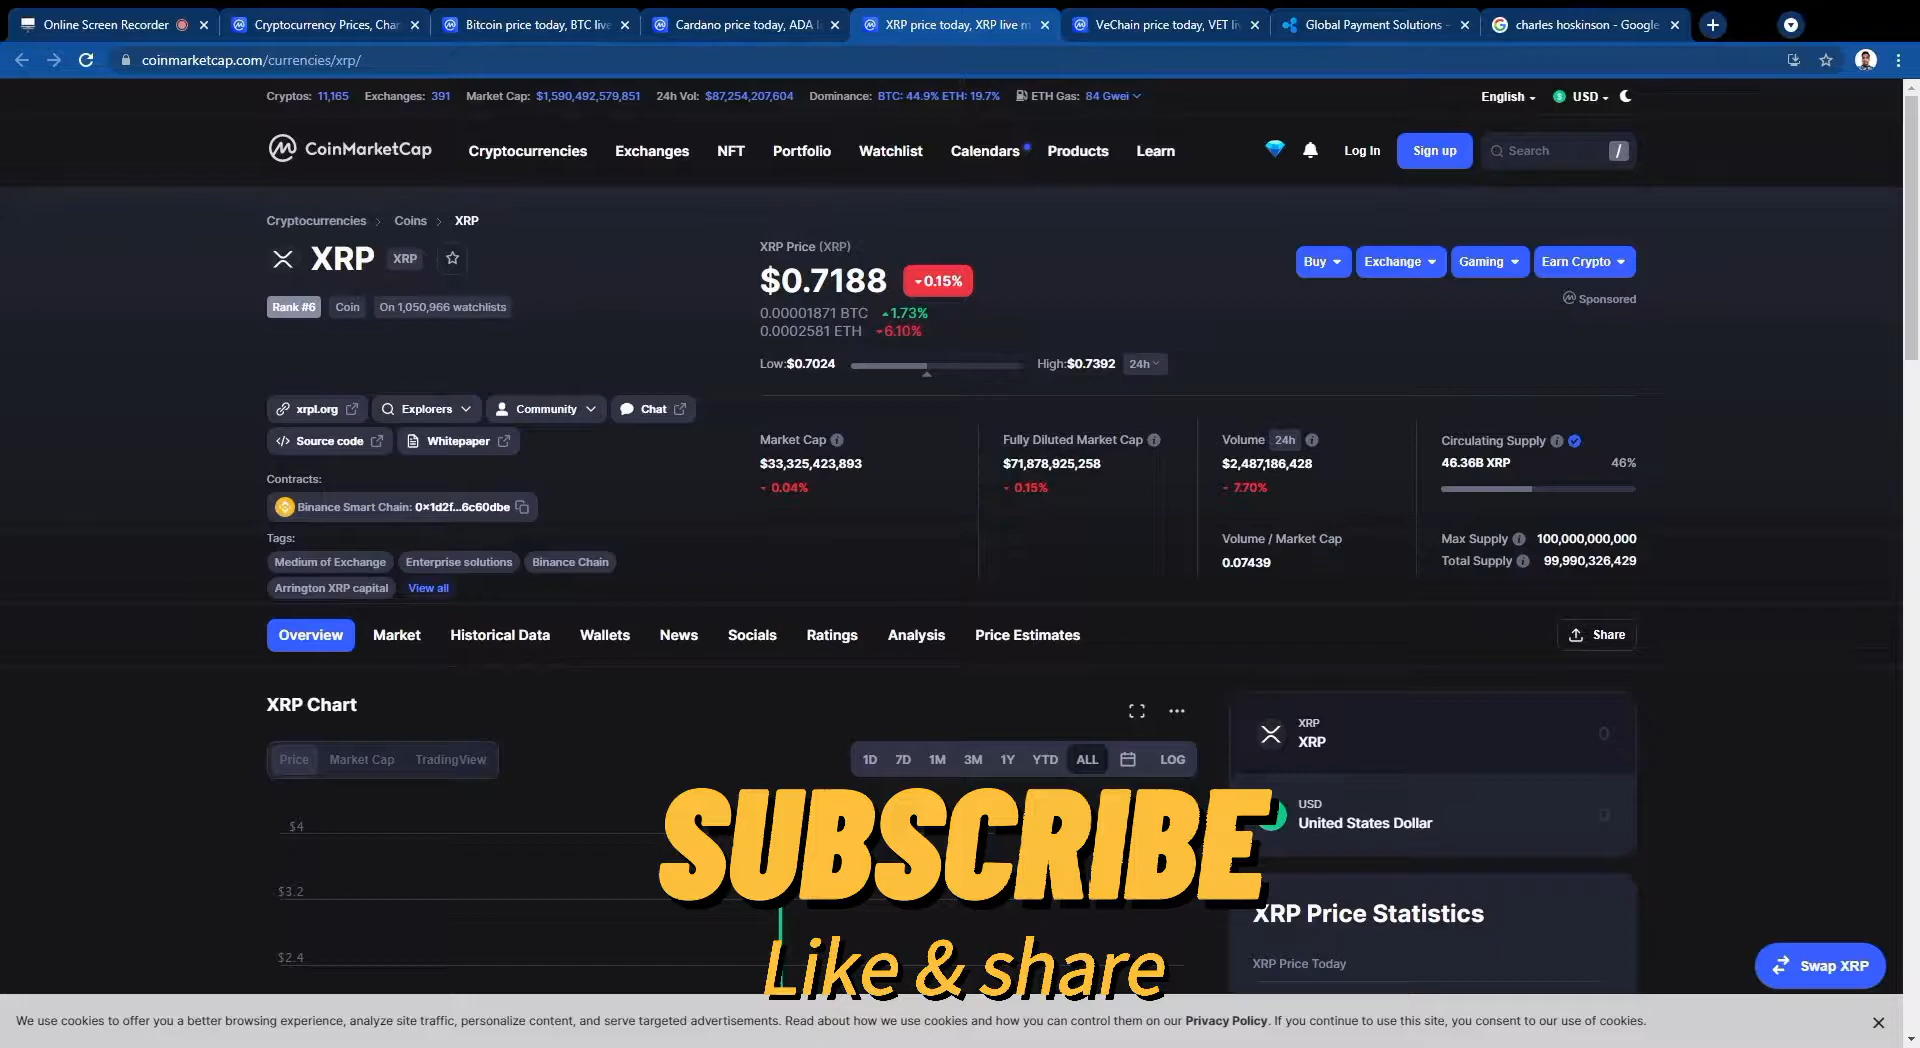 Online Screen Recorder
Cryptocurrency Prices, Char
Bitcoin price today, BTC live
Cardano price today, ADA l
XRP price today, XRP live m
VeChain price today, VET li
Global Payment Solutions -
charles hoskinson - Google
coinmarketcap.com/currencies/xrp/
Cryptos: 11,165 Exchanges: 391 Market Cap: $1,590,492,579,851 24h Vol: $87,254,207,604 Dominance: BTC: 44.9% ETH: 19.7% ETH Gas: 84 Gwei
English USD
CoinMarketCap
Cryptocurrencies Exchanges NFT Portfolio Watchlist Calendars Products Learn
Log In Sign up Search /
Cryptocurrencies Coins XRP
XRP XRP
Rank #6 Coin On 1,050,966 watchlists
XRP Price (XRP)
$0.7188 0.15%
0.00001871 BTC 1.73%
0.0002581 ETH 6.10%
Low:$0.7024 High:$0.7392 24h
Buy Exchange Gaming Earn Crypto
Sponsored
xrpl.org Explorers Community Chat
Source code Whitepaper
Contracts:
Binance Smart Chain: 0x1d2f...6c60dbe
Tags:
Medium of Exchange Enterprise solutions Binance Chain
Arrington XRP capital View all
Market Cap
$33,325,423,893
0.04%
Fully Diluted Market Cap
$71,878,925,258
0.15%
Volume 24h
$2,487,186,428
7.70%
Volume / Market Cap
0.07439
Circulating Supply
46.36B XRP 46%
Max Supply 100,000,000,000
Total Supply 99,990,326,429
Overview Market Historical Data Wallets News Socials Ratings Analysis Price Estimates Share
XRP Chart
Price Market Cap TradingView
1D 7D 1M 3M 1Y YTD ALL LOG
$4
$3.2
$2.4
XRP
XRP
0
USD
United States Dollar
0
SUBSCRIBE
Like & share
XRP Price Statistics
XRP Price Today
Swap XRP
We use cookies to offer you a better browsing experience, analyze site traffic, personalize content, and serve targeted advertisements. Read about how we use cookies and how you can control them on our Privacy Policy. If you continue to use this site, you consent to our use of cookies.